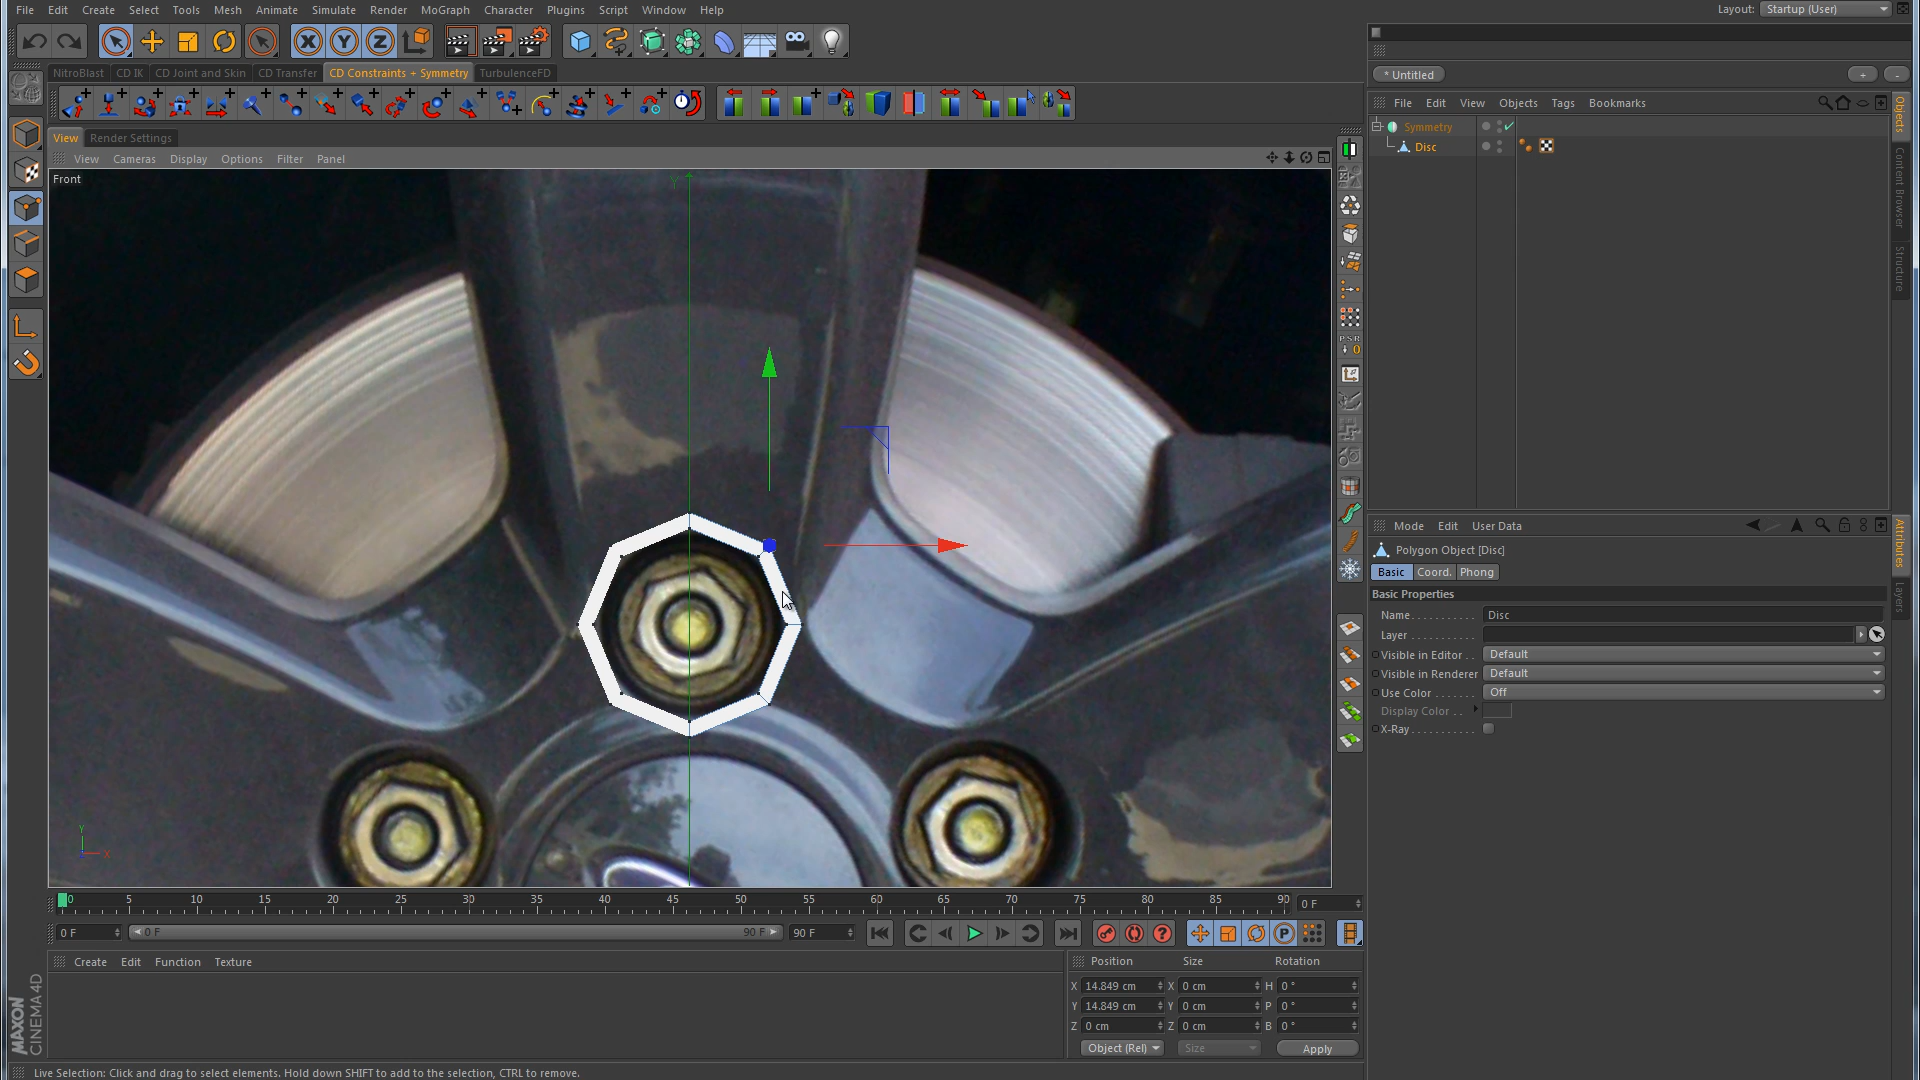 File Edit Create Select Tools Mesh Animate Simulate Render MoGraph Character Plugins Script Window Help
Layout: Startup (User)
* Untitled
+ -
NitroBlast CD IK CD Joint and Skin CD Transfer CD Constraints + Symmetry TurbulenceFD
File Edit View Objects Tags Bookmarks
Symmetry
Disc
Objects
Content Browser
Structure
View Render Settings
View Cameras Display Options Filter Panel
Front
Y
X
PSR
0
Mode Edit User Data
Attributes
Layers
Polygon Object [Disc]
Basic Coord. Phong
Basic Properties
Name Disc
Layer
Visible in Editor Default
Visible in Renderer Default
Use Color Off
Display Color
X-Ray
0 5 10 15 20 25 30 35 40 45 50 55 60 65 70 75 80 85 90 0 F
0 F 0 F 90 F 90 F
Create Edit Function Texture
Position Size Rotation
X 14.849 cm X 0 cm H 0 °
Y 14.849 cm Y 0 cm P 0 °
Z 0 cm Z 0 cm B 0 °
Object (Rel) Size Apply
MAXON
CINEMA 4D
Live Selection: Click and drag to select elements. Hold down SHIFT to add to the selection, CTRL to remove.